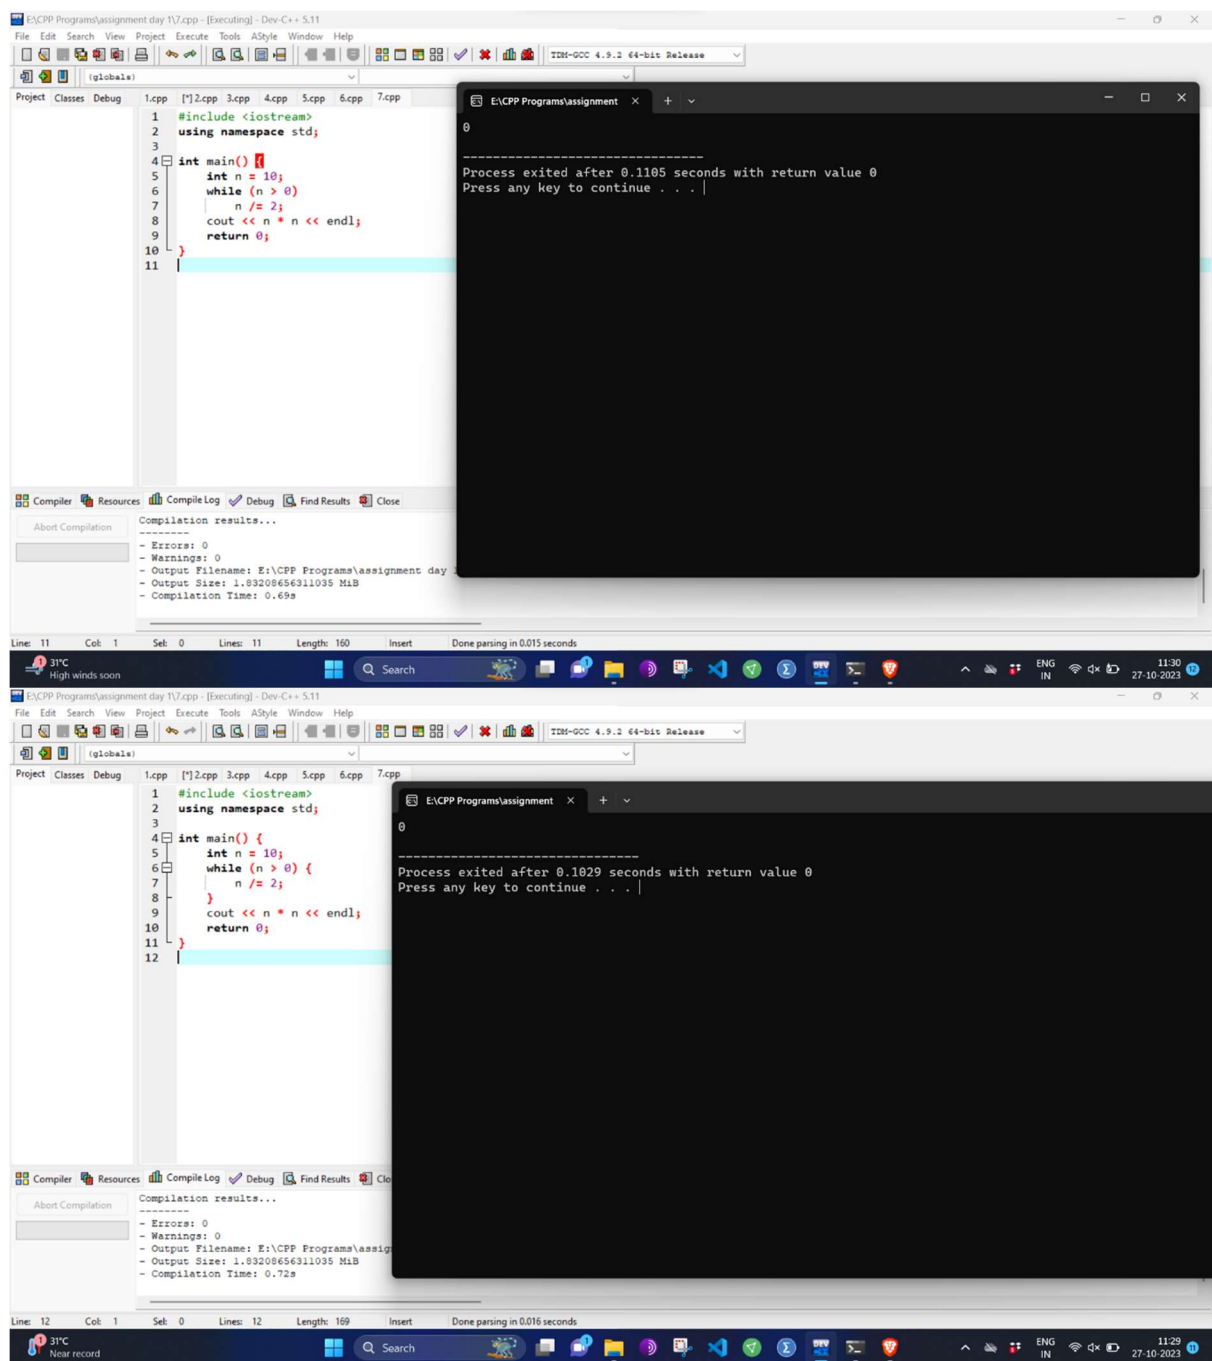 E:\CPP Programs\assignment day 1\7.cpp - [Executing] - Dev-C++ 5.11
File Edit Search View Project Execute Tools AStyle Window Help
TDM-GCC 4.9.2 64-bit Release
(globals)
Project Classes Debug 1.cpp [*] 2.cpp 3.cpp 4.cpp 5.cpp 6.cpp 7.cpp
1 #include <iostream>
2 using namespace std;
3
4 int main() {
5 int n = 10;
6 while (n > 0)
7 n /= 2;
8 cout << n * n << endl;
9 return 0;
10 }
11
E:\CPP Programs\assignment
0
--------------------------------
Process exited after 0.1105 seconds with return value 0
Press any key to continue . . .
Compiler Resources Compile Log Debug Find Results Close
Abort Compilation
Compilation results...
--------
- Errors: 0
- Warnings: 0
- Output Filename: E:\CPP Programs\assignment day
- Output Size: 1.83208656311035 MiB
- Compilation Time: 0.69s
Line: 11 Col: 1 Sel: 0 Lines: 11 Length: 160 Insert Done parsing in 0.015 seconds
1 31°C
High winds soon
Search
DEV
ENG
IN
11:30
27-10-2023
12
E:\CPP Programs\assignment day 1\7.cpp - [Executing] - Dev-C++ 5.11
File Edit Search View Project Execute Tools AStyle Window Help
TDM-GCC 4.9.2 64-bit Release
(globals)
Project Classes Debug 1.cpp [*] 2.cpp 3.cpp 4.cpp 5.cpp 6.cpp 7.cpp
1 #include <iostream>
2 using namespace std;
3
4 int main() {
5 int n = 10;
6 while (n > 0) {
7 n /= 2;
8 }
9 cout << n * n << endl;
10 return 0;
11 }
12
E:\CPP Programs\assignment
0
--------------------------------
Process exited after 0.1029 seconds with return value 0
Press any key to continue . . .
Compiler Resources Compile Log Debug Find Results Clo
Abort Compilation
Compilation results...
--------
- Errors: 0
- Warnings: 0
- Output Filename: E:\CPP Programs\assig
- Output Size: 1.83208656311035 MiB
- Compilation Time: 0.72s
Line: 12 Col: 1 Sel: 0 Lines: 12 Length: 169 Insert Done parsing in 0.016 seconds
1 31°C
Near record
Search
DEV
ENG
IN
11:29
27-10-2023
11